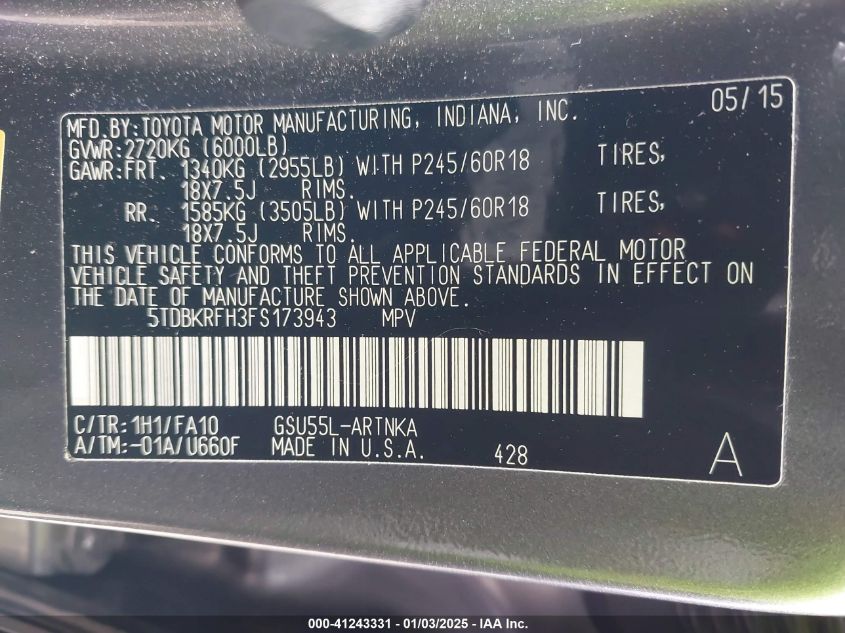 05/15
MFD.BY:TOYOTA MOTOR MANUFACTURING, INDIANA, INC.
GVWR:2720KG (6000LB)
GAWR:FRT. 1340KG (2955LB) WITH P245/60R18 TIRES,
18X7.5J RIMS.
RR. 1585KG (3505LB) WITH P245/60R18 TIRES,
18X7.5J RIMS.
THIS VEHICLE CONFORMS TO ALL APPLICABLE FEDERAL MOTOR
VEHICLE SAFETY AND THEFT PREVENTION STANDARDS IN EFFECT ON
THE DATE OF MANUFACTURE SHOWN ABOVE.
5TDBKRFH3FS173943 MPV
C/TR:1H1/FA10 GSU55L-ARTNKA
A/TM:-01A/U660F MADE IN U.S.A. 428 A
000-41243331 - 01/03/2025 - IAA Inc.